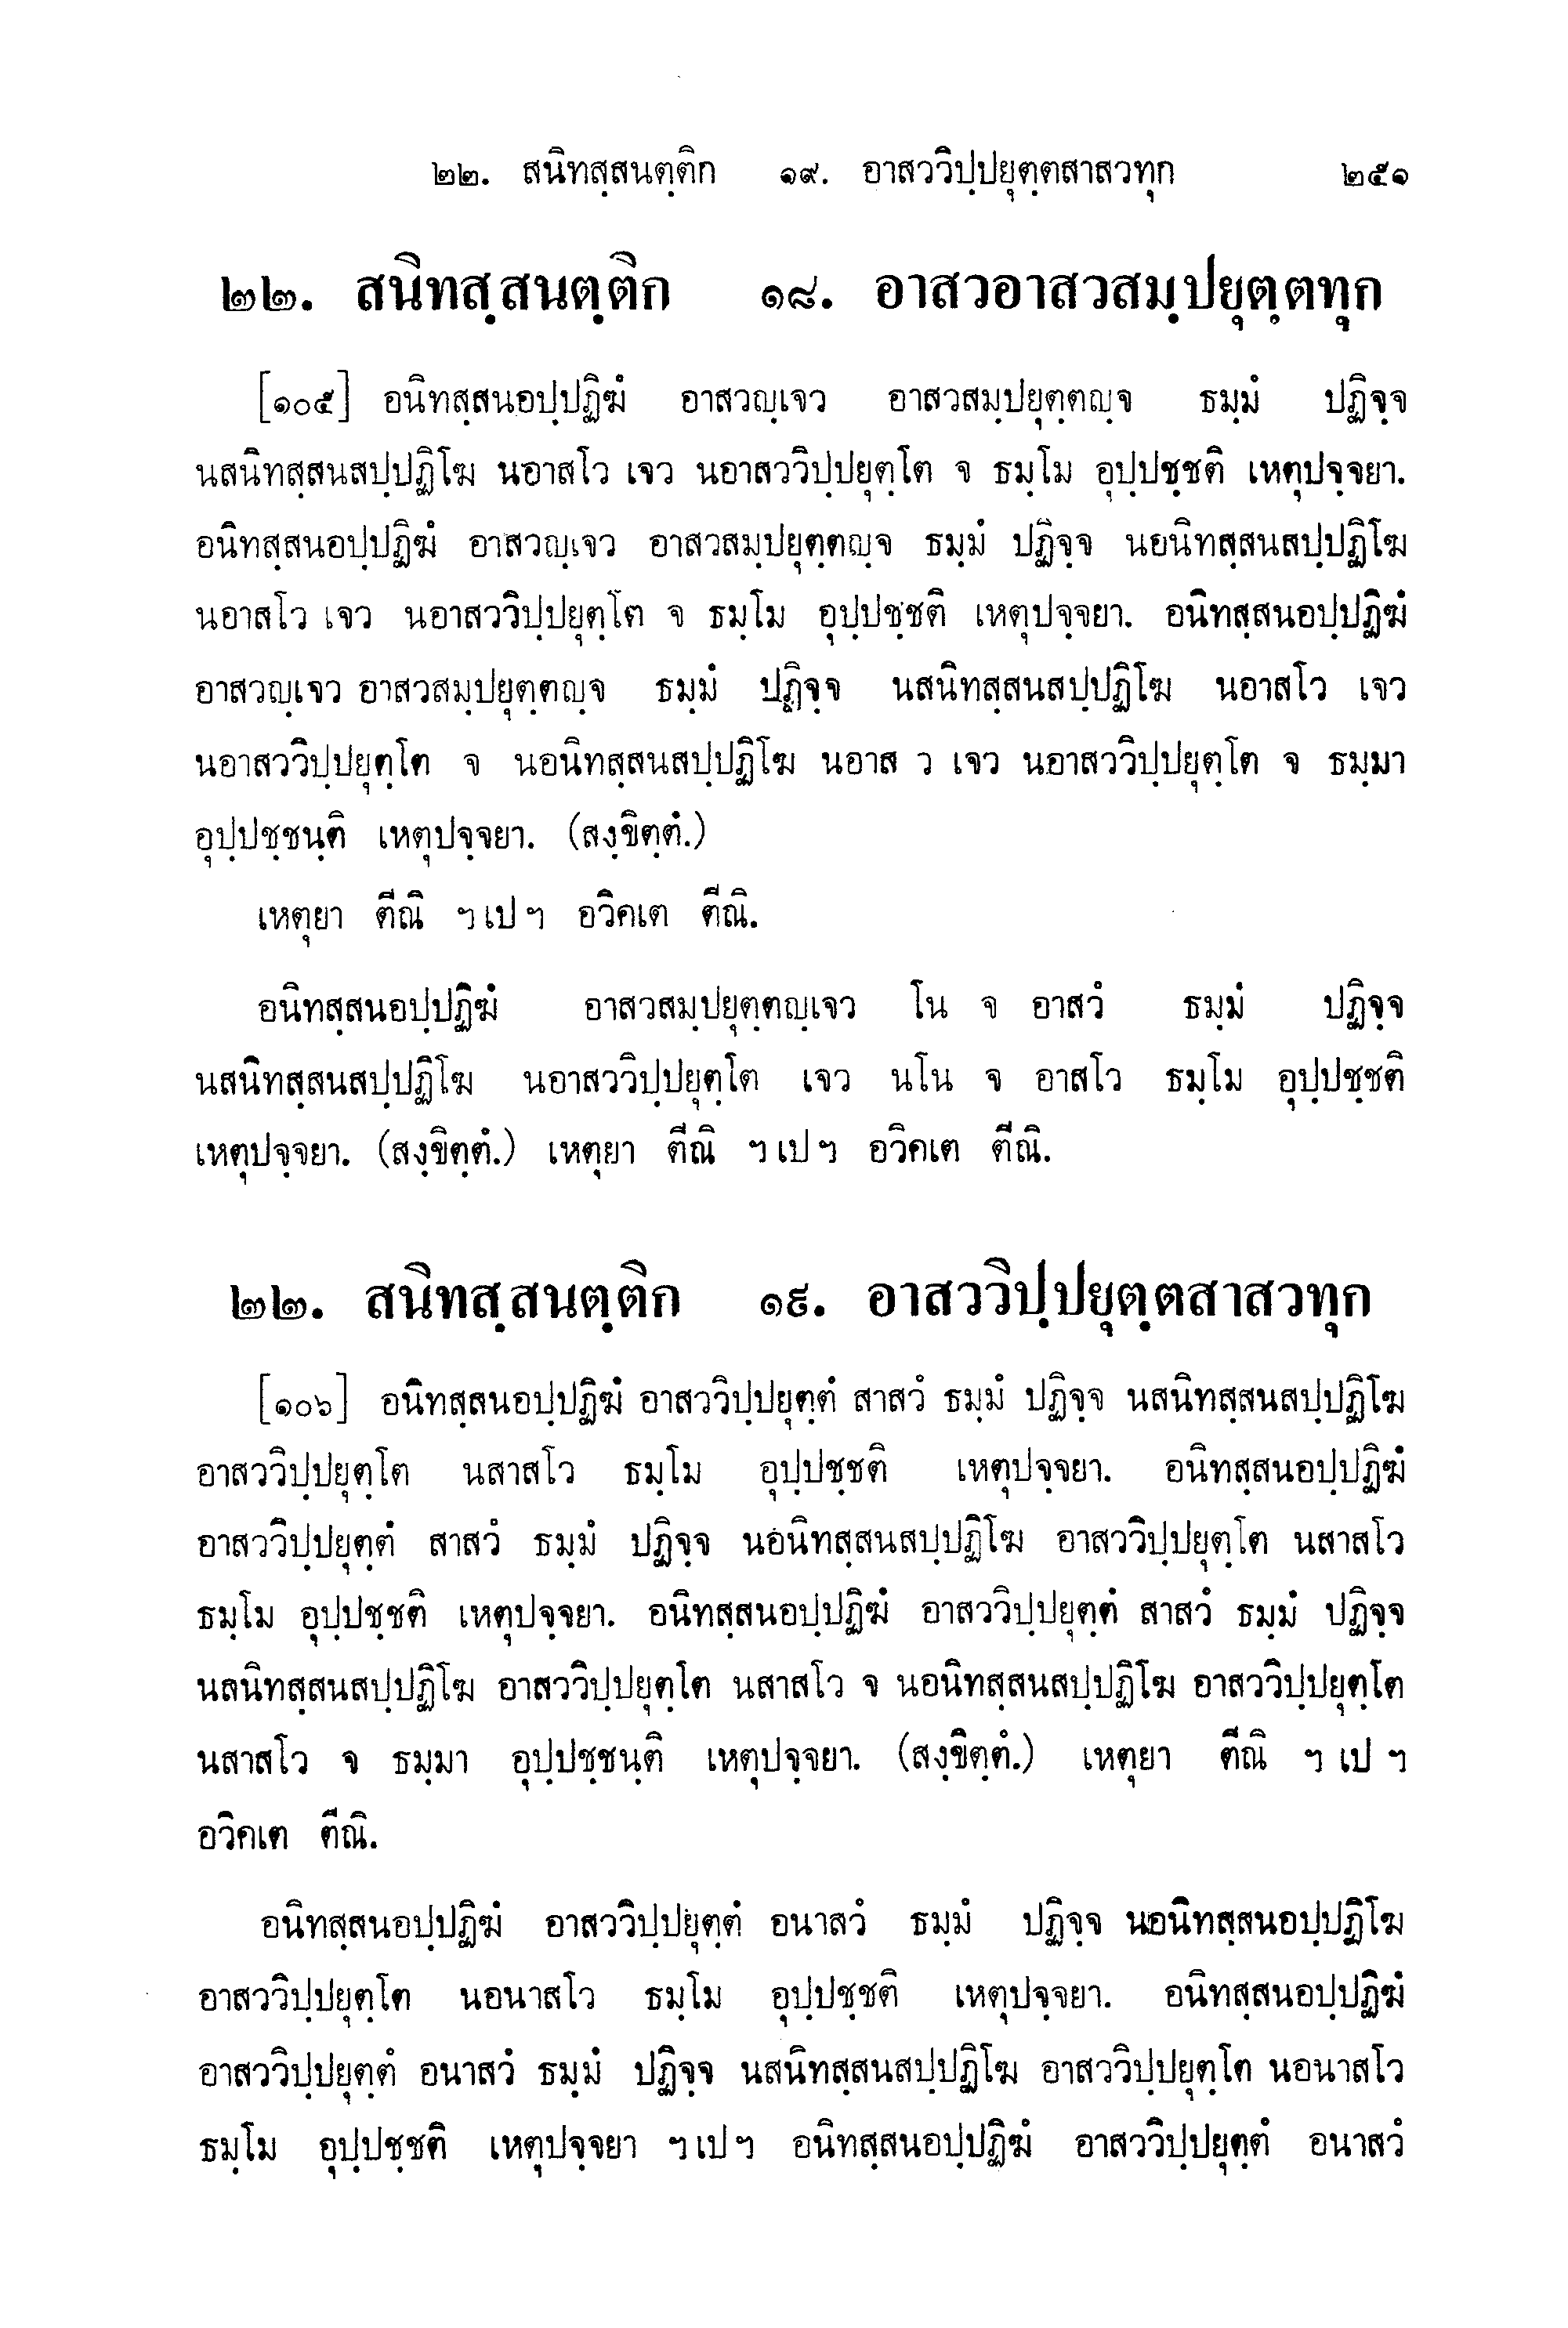 ๒๒. สนิทสฺสนตฺติก ๑๙. อาสววิปฺปยุตฺตสาสวทุก ๒๕๑
๒๒. สนิทสฺสนตฺติก ๑๘. อาสวอาสวสมฺปยุตฺตทุก
[๑๐๕] อนิทสฺสนอปฺปฏิฆํ อาสวญฺเจว อาสวสมฺปยุตฺตญฺจ ธมฺมํ ปฏิจฺจ
นสนิทสฺสนสปฺปฏิโฆ นอาสโว เจว นอาสววิปฺปยุตฺโต จ ธมฺโม อุปฺปชฺชติ เหตุปจฺจยา.
อนิทสฺสนอปฺปฏิฆํ อาสวญฺเจว อาสวสมฺปยุตฺตญฺจ ธมฺมํ ปฏิจฺจ นอนิทสฺสนสปฺปฏิโฆ
นอาสโว เจว นอาสววิปฺปยุตฺโต จ ธมฺโม อุปฺปชฺชติ เหตุปจฺจยา. อนิทสฺสนอปฺปฏิฆํ
อาสวญฺเจว อาสวสมฺปยุตฺตญฺจ ธมฺมํ ปฏิจฺจ นสนิทสฺสนสปฺปฏิโฆ นอาสโว เจว
นอาสววิปฺปยุตฺโต จ นอนิทสฺสนสปฺปฏิโฆ นอาส ว เจว นอาสววิปฺปยุตฺโต จ ธมฺมา
อุปฺปชฺชนฺติ เหตุปจฺจยา. (สงฺขิตฺตํ.)
เหตุยา ตีณิ ฯ เป ฯ อวิคเต ตีณิ.
อนิทสฺสนอปฺปฏิฆํ อาสวสมฺปยุตฺตญฺเจว โน จ อาสวํ ธมฺมํ ปฏิจฺจ
นสนิทสฺสนสปฺปฏิโฆ นอาสววิปฺปยุตฺโต เจว นโน จ อาสโว ธมฺโม อุปฺปชฺชติ
เหตุปจฺจยา. (สงฺขิตฺตํ.) เหตุยา ตีณิ ฯ เป ฯ อวิคเต ตีณิ.
๒๒. สนิทสฺสนตฺติก ๑๙. อาสววิปฺปยุตฺตสาสวทุก
[๑๐๖] อนิทสฺสนอปฺปฏิฆํ อาสววิปฺปยุตฺตํ สาสวํ ธมฺมํ ปฏิจฺจ นสนิทสฺสนสปฺปฏิโฆ
อาสววิปฺปยุตฺโต นสาสโว ธมฺโม อุปฺปชฺชติ เหตุปจฺจยา. อนิทสฺสนอปฺปฏิฆํ
อาสววิปฺปยุตฺตํ สาสวํ ธมฺมํ ปฏิจฺจ นอนิทสฺสนสปฺปฏิโฆ อาสววิปฺปยุตฺโต นสาสโว
ธมฺโม อุปฺปชฺชติ เหตุปจฺจยา. อนิทสฺสนอปฺปฏิฆํ อาสววิปฺปยุตฺตํ สาสวํ ธมฺมํ ปฏิจฺจ
นสนิทสฺสนสปฺปฏิโฆ อาสววิปฺปยุตฺโต นสาสโว จ นอนิทสฺสนสปฺปฏิโฆ อาสววิปฺปยุตฺโต
นสาสโว จ ธมฺมา อุปฺปชฺชนฺติ เหตุปจฺจยา. (สงฺขิตฺตํ.) เหตุยา ตีณิ ฯ เป ฯ
อวิคเต ตีณิ.
อนิทสฺสนอปฺปฏิฆํ อาสววิปฺปยุตฺตํ อนาสวํ ธมฺมํ ปฏิจฺจ นอนิทสฺสนอปฺปฏิโฆ
อาสววิปฺปยุตฺโต นอนาสโว ธมฺโม อุปฺปชฺชติ เหตุปจฺจยา. อนิทสฺสนอปฺปฏิฆํ
อาสววิปฺปยุตฺตํ อนาสวํ ธมฺมํ ปฏิจฺจ นสนิทสฺสนสปฺปฏิโฆ อาสววิปฺปยุตฺโต นอนาสโว
ธมฺโม อุปฺปชฺชติ เหตุปจฺจยา ฯ เป ฯ อนิทสฺสนอปฺปฏิฆํ อาสววิปฺปยุตฺตํ อนาสวํ